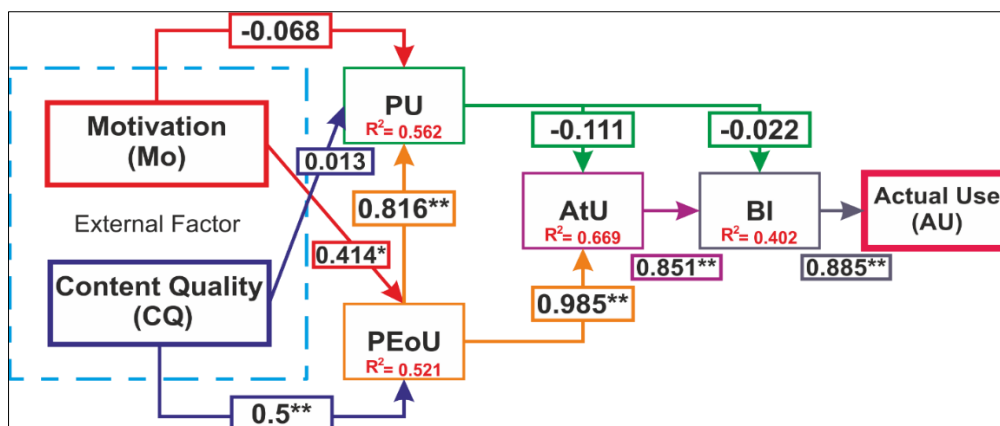 -0.068
PU
R²= 0.562
Motivation
(Mo)
-0.111
-0.022
0.013
External Factor
0.816**
AtU
R²= 0.669
BI
R²= 0.402
Actual Use
(AU)
0.414*
0.851**
0.885**
Content Quality
(CQ)
0.985**
PEoU
R²= 0.521
0.5**